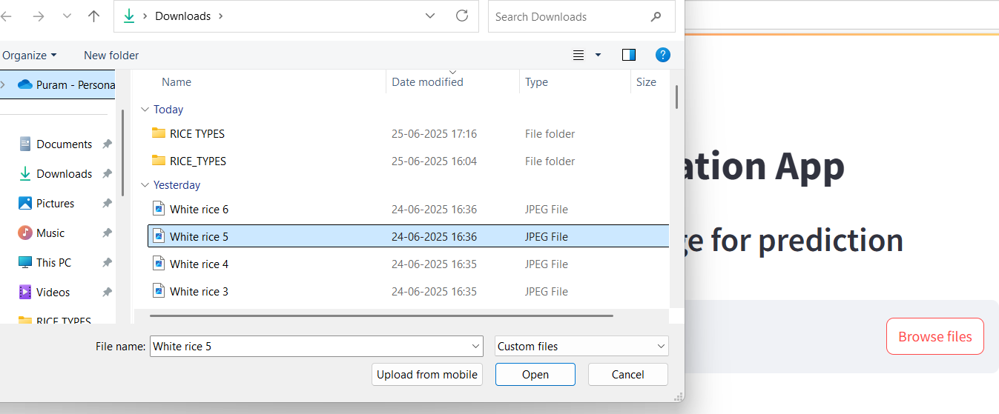 Downloads
Search Downloads
Organize
New folder
Puram - Persona
Documents
Downloads
Pictures
Music
This PC
Videos
RICE TYPES
Name Date modified Type Size
Today
RICE TYPES 25-06-2025 17:16 File folder
RICE_TYPES 25-06-2025 16:04 File folder
Yesterday
White rice 6 24-06-2025 16:36 JPEG File
White rice 5 24-06-2025 16:36 JPEG File
White rice 4 24-06-2025 16:35 JPEG File
White rice 3 24-06-2025 16:35 JPEG File
File name: White rice 5 Custom files
Upload from mobile Open Cancel
ation App
ge for prediction
Browse files